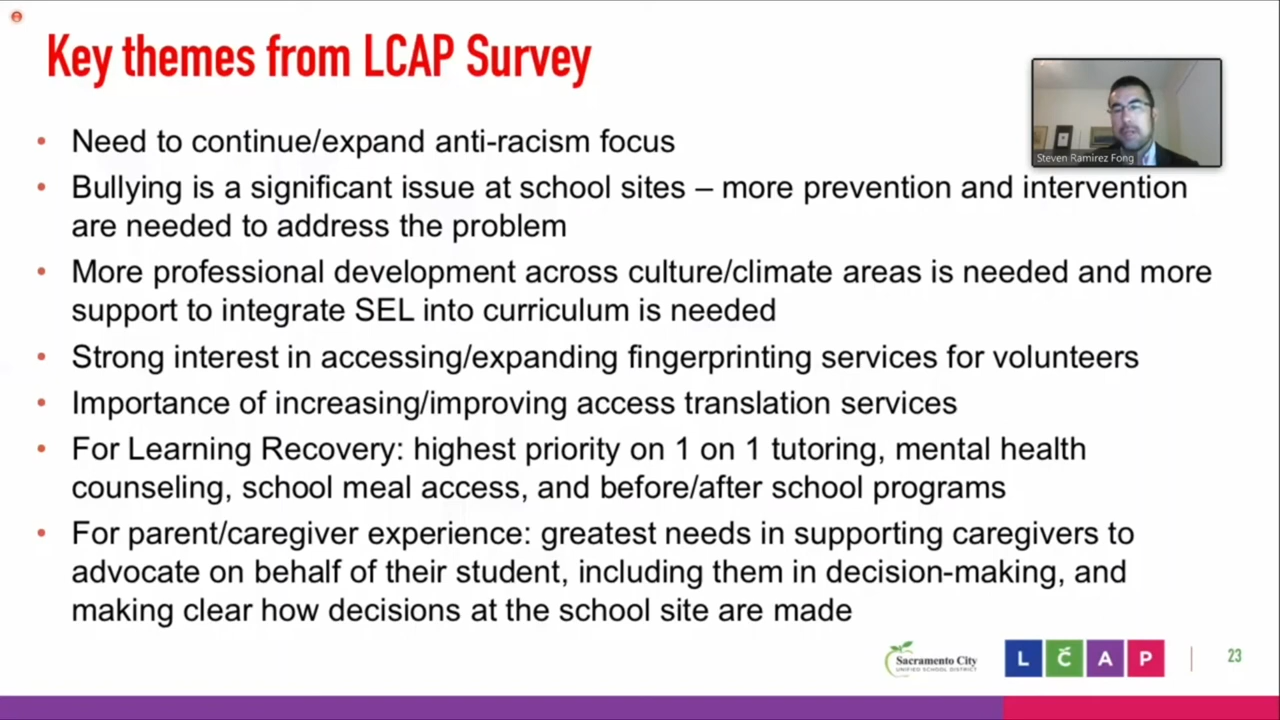 Key themes from LCAP Survey
Steven Ramirez Fong
• Need to continue/expand anti-racism focus
• Bullying is a significant issue at school sites – more prevention and intervention
are needed to address the problem
• More professional development across culture/climate areas is needed and more
support to integrate SEL into curriculum is needed
• Strong interest in accessing/expanding fingerprinting services for volunteers
• Importance of increasing/improving access translation services
• For Learning Recovery: highest priority on 1 on 1 tutoring, mental health
counseling, school meal access, and before/after school programs
• For parent/caregiver experience: greatest needs in supporting caregivers to
advocate on behalf of their student, including them in decision-making, and
making clear how decisions at the school site are made
Sacramento City
UNIFIED SCHOOL DISTRICT
LČAP
23